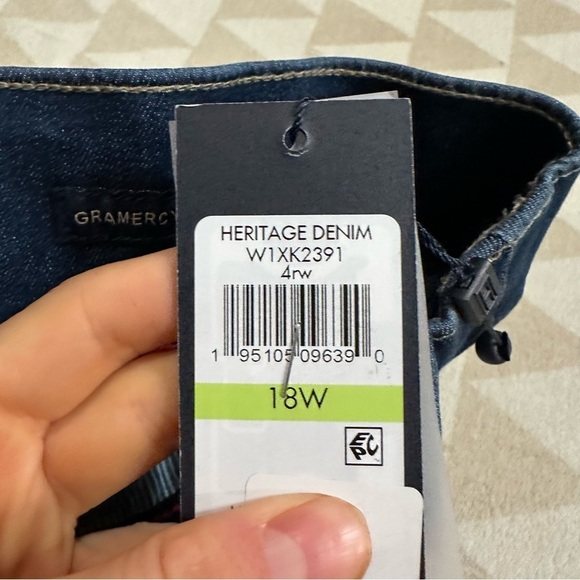 GRAMERCY
HERITAGE DENIM
W1XK2391
4rw
1 95105 09639 0
18W
EPC